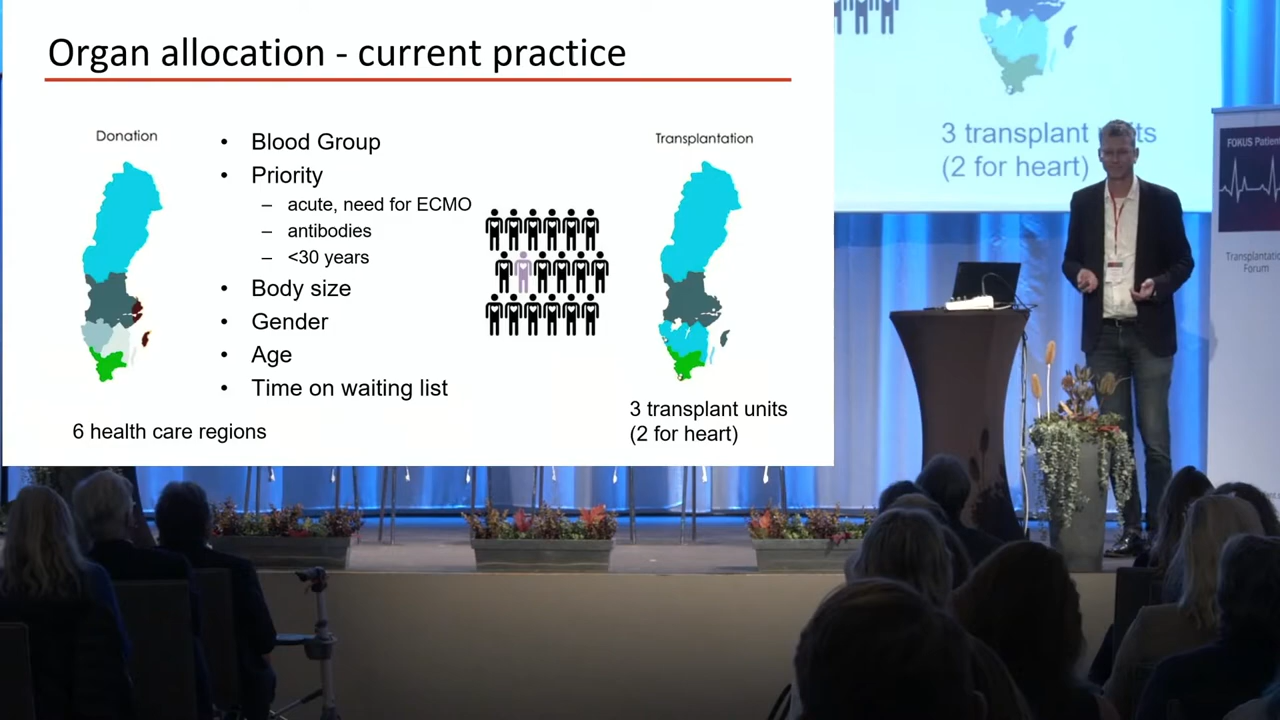 Organ allocation - current practice
Donation
• Blood Group
• Priority
– acute, need for ECMO
– antibodies
– <30 years
• Body size
• Gender
• Age
• Time on waiting list
6 health care regions
Transplantation
3 transplant units
(2 for heart)
3 transplant
(2 for heart)
FOKUS Patient
Forum